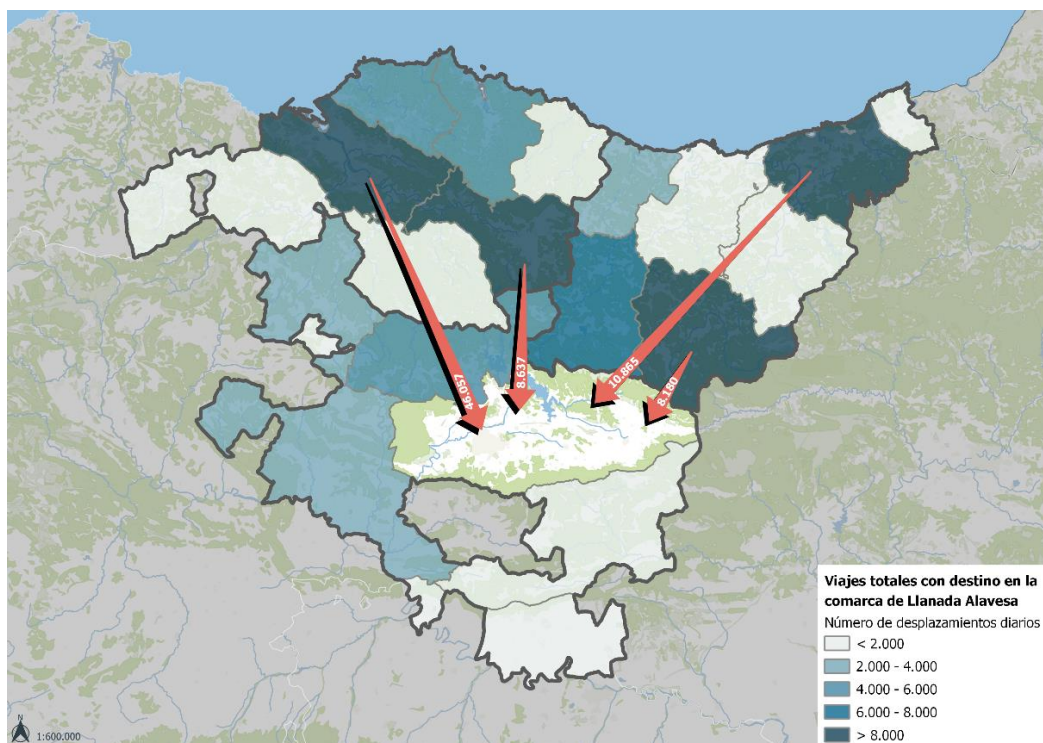 46.057
8.637
10.865
8.180
Viajes totales con destino en la
comarca de Llanada Alavesa
Número de desplazamientos diarios
< 2.000
2.000 - 4.000
4.000 - 6.000
6.000 - 8.000
> 8.000
N
1:600.000